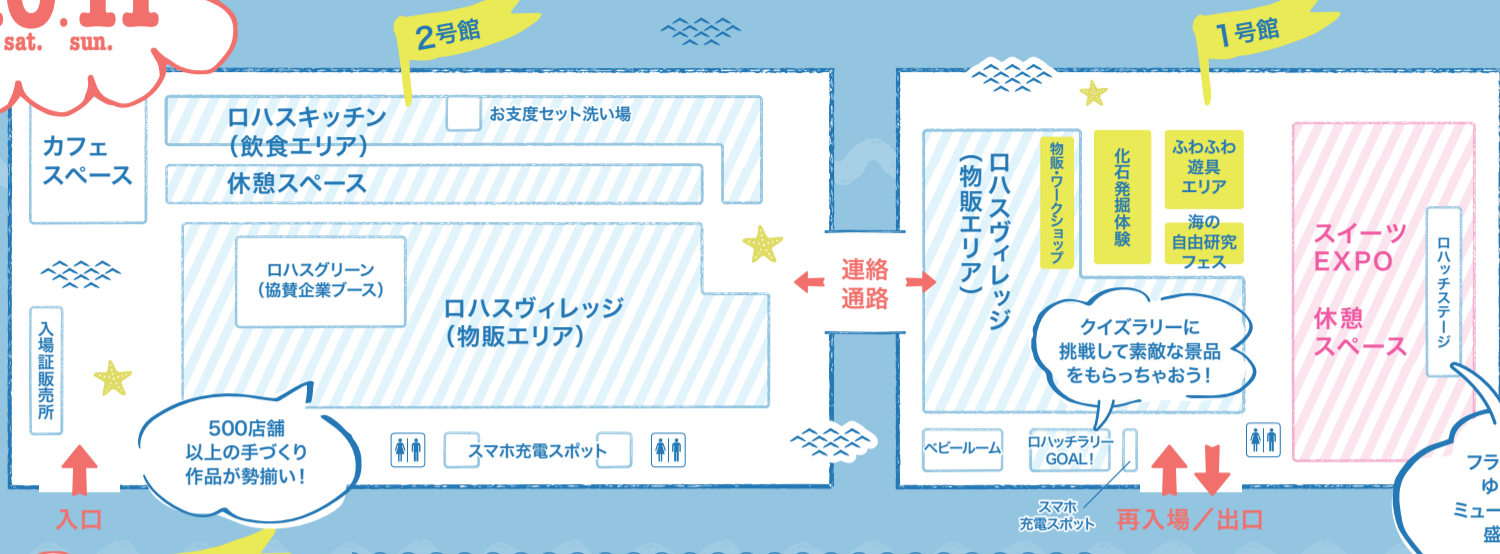 sat. sun.
2号館
1号館
カフェ
スペース
ロハスキッチン
（飲食エリア）
お支度セット洗い場
休憩スペース
ロハスグリーン
（協賛企業ブース）
ロハスヴィレッジ
（物販エリア）
入場証販売所
500店舗
以上の手づくり
作品が勢揃い！
スマホ充電スポット
入口
連絡
通路
ロハスヴィレッジ
（物販エリア）
物販・ワークショップ
化石発掘体験
ふわふわ
遊具
エリア
海の
自由研究
フェス
スイーツ
EXPO
休憩
スペース
ロハッチステージ
クイズラリーに
挑戦して素敵な景品
をもらっちゃおう！
ベビールーム
ロハッチラリー
GOAL！
スマホ
充電スポット
再入場／出口
フラ
ゆ
ミュー
盛